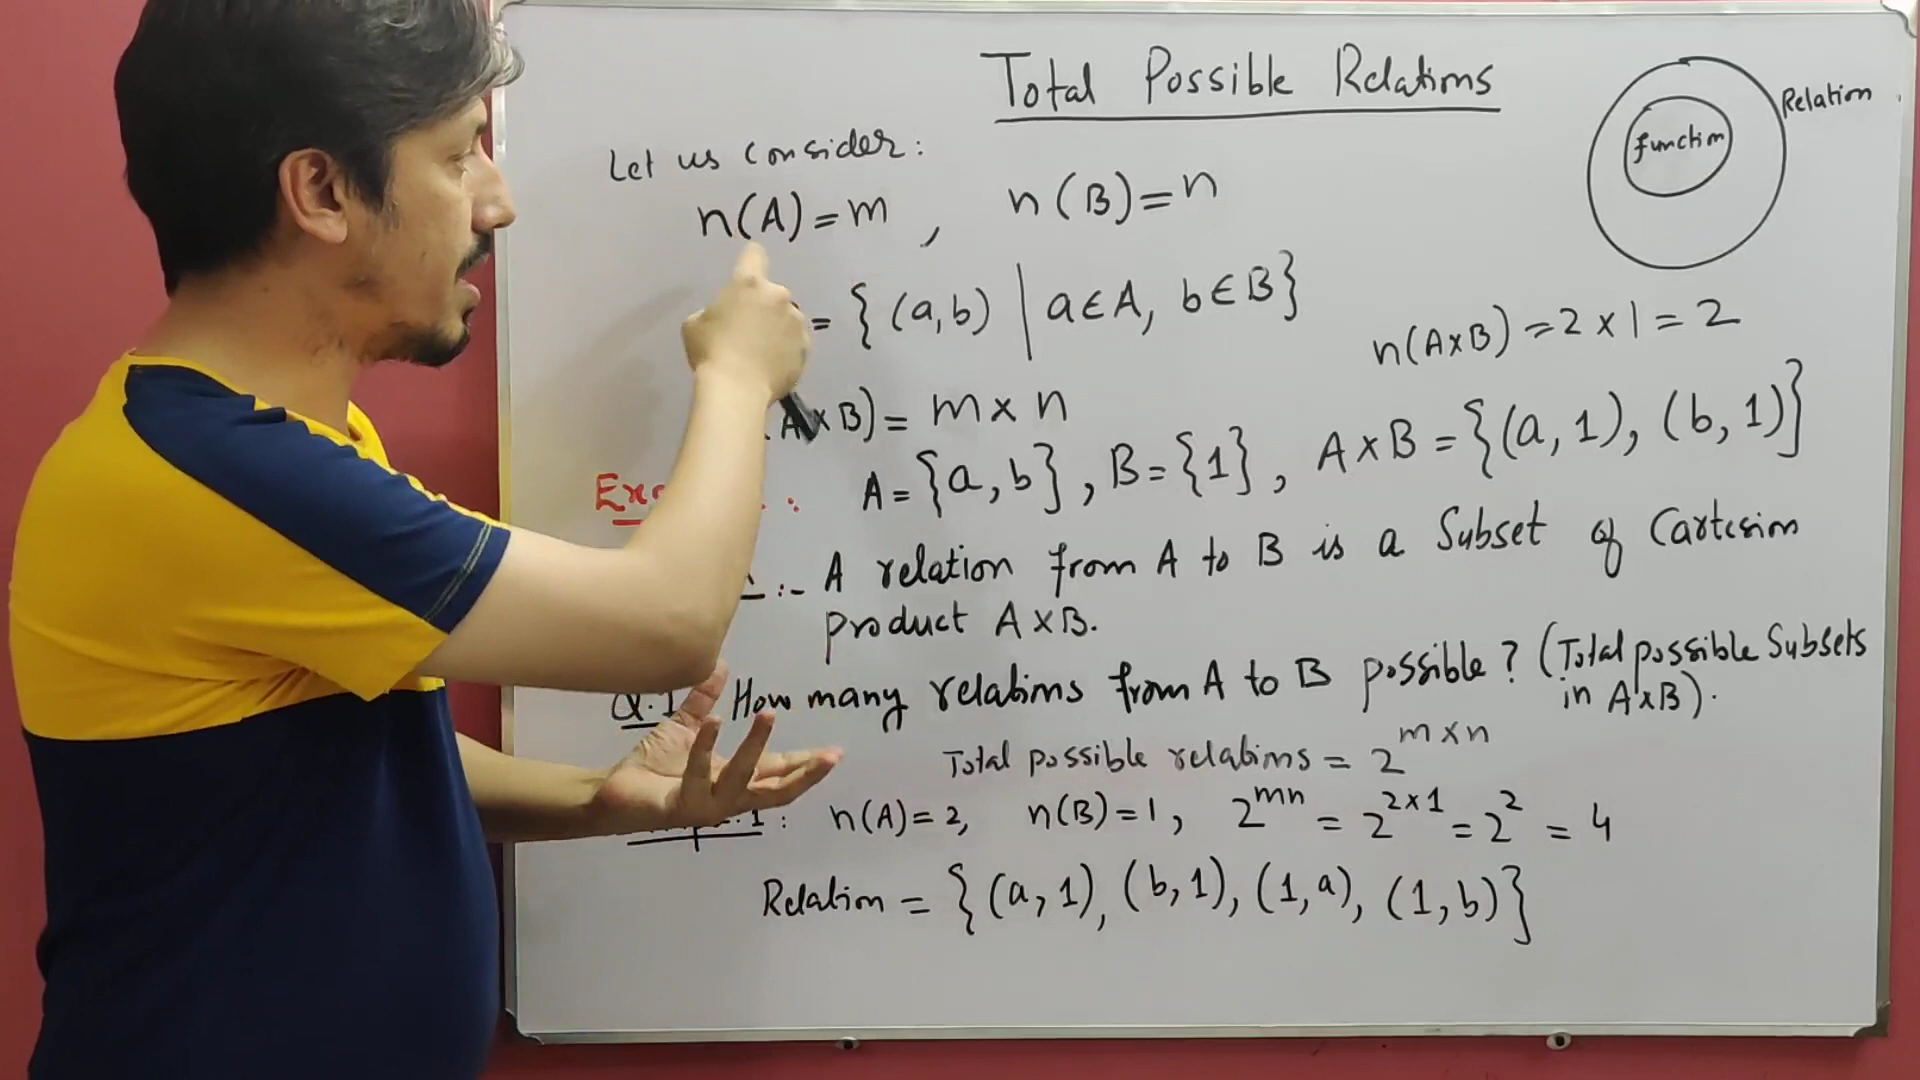 Total Possible Relations
Relation
function
Let us consider:
n(A)=m , n(B)=n
= {(a,b) | a∈A, b∈B}
n(A×B) = 2×1 = 2
A×B) = m×n
: A={a,b}, B={1}, A×B={(a,1), (b,1)}
:- A relation from A to B is a Subset of Cartesian
product A×B.
Q.1 How many relations from A to B possible? (Total possible Subsets
in A×B).
Total possible relations = 2^{m×n}
.1: n(A)=2, n(B)=1, 2^{mn} = 2^{2×1} = 2^2 = 4
Relation = {(a,1), (b,1), (1,a), (1,b)}